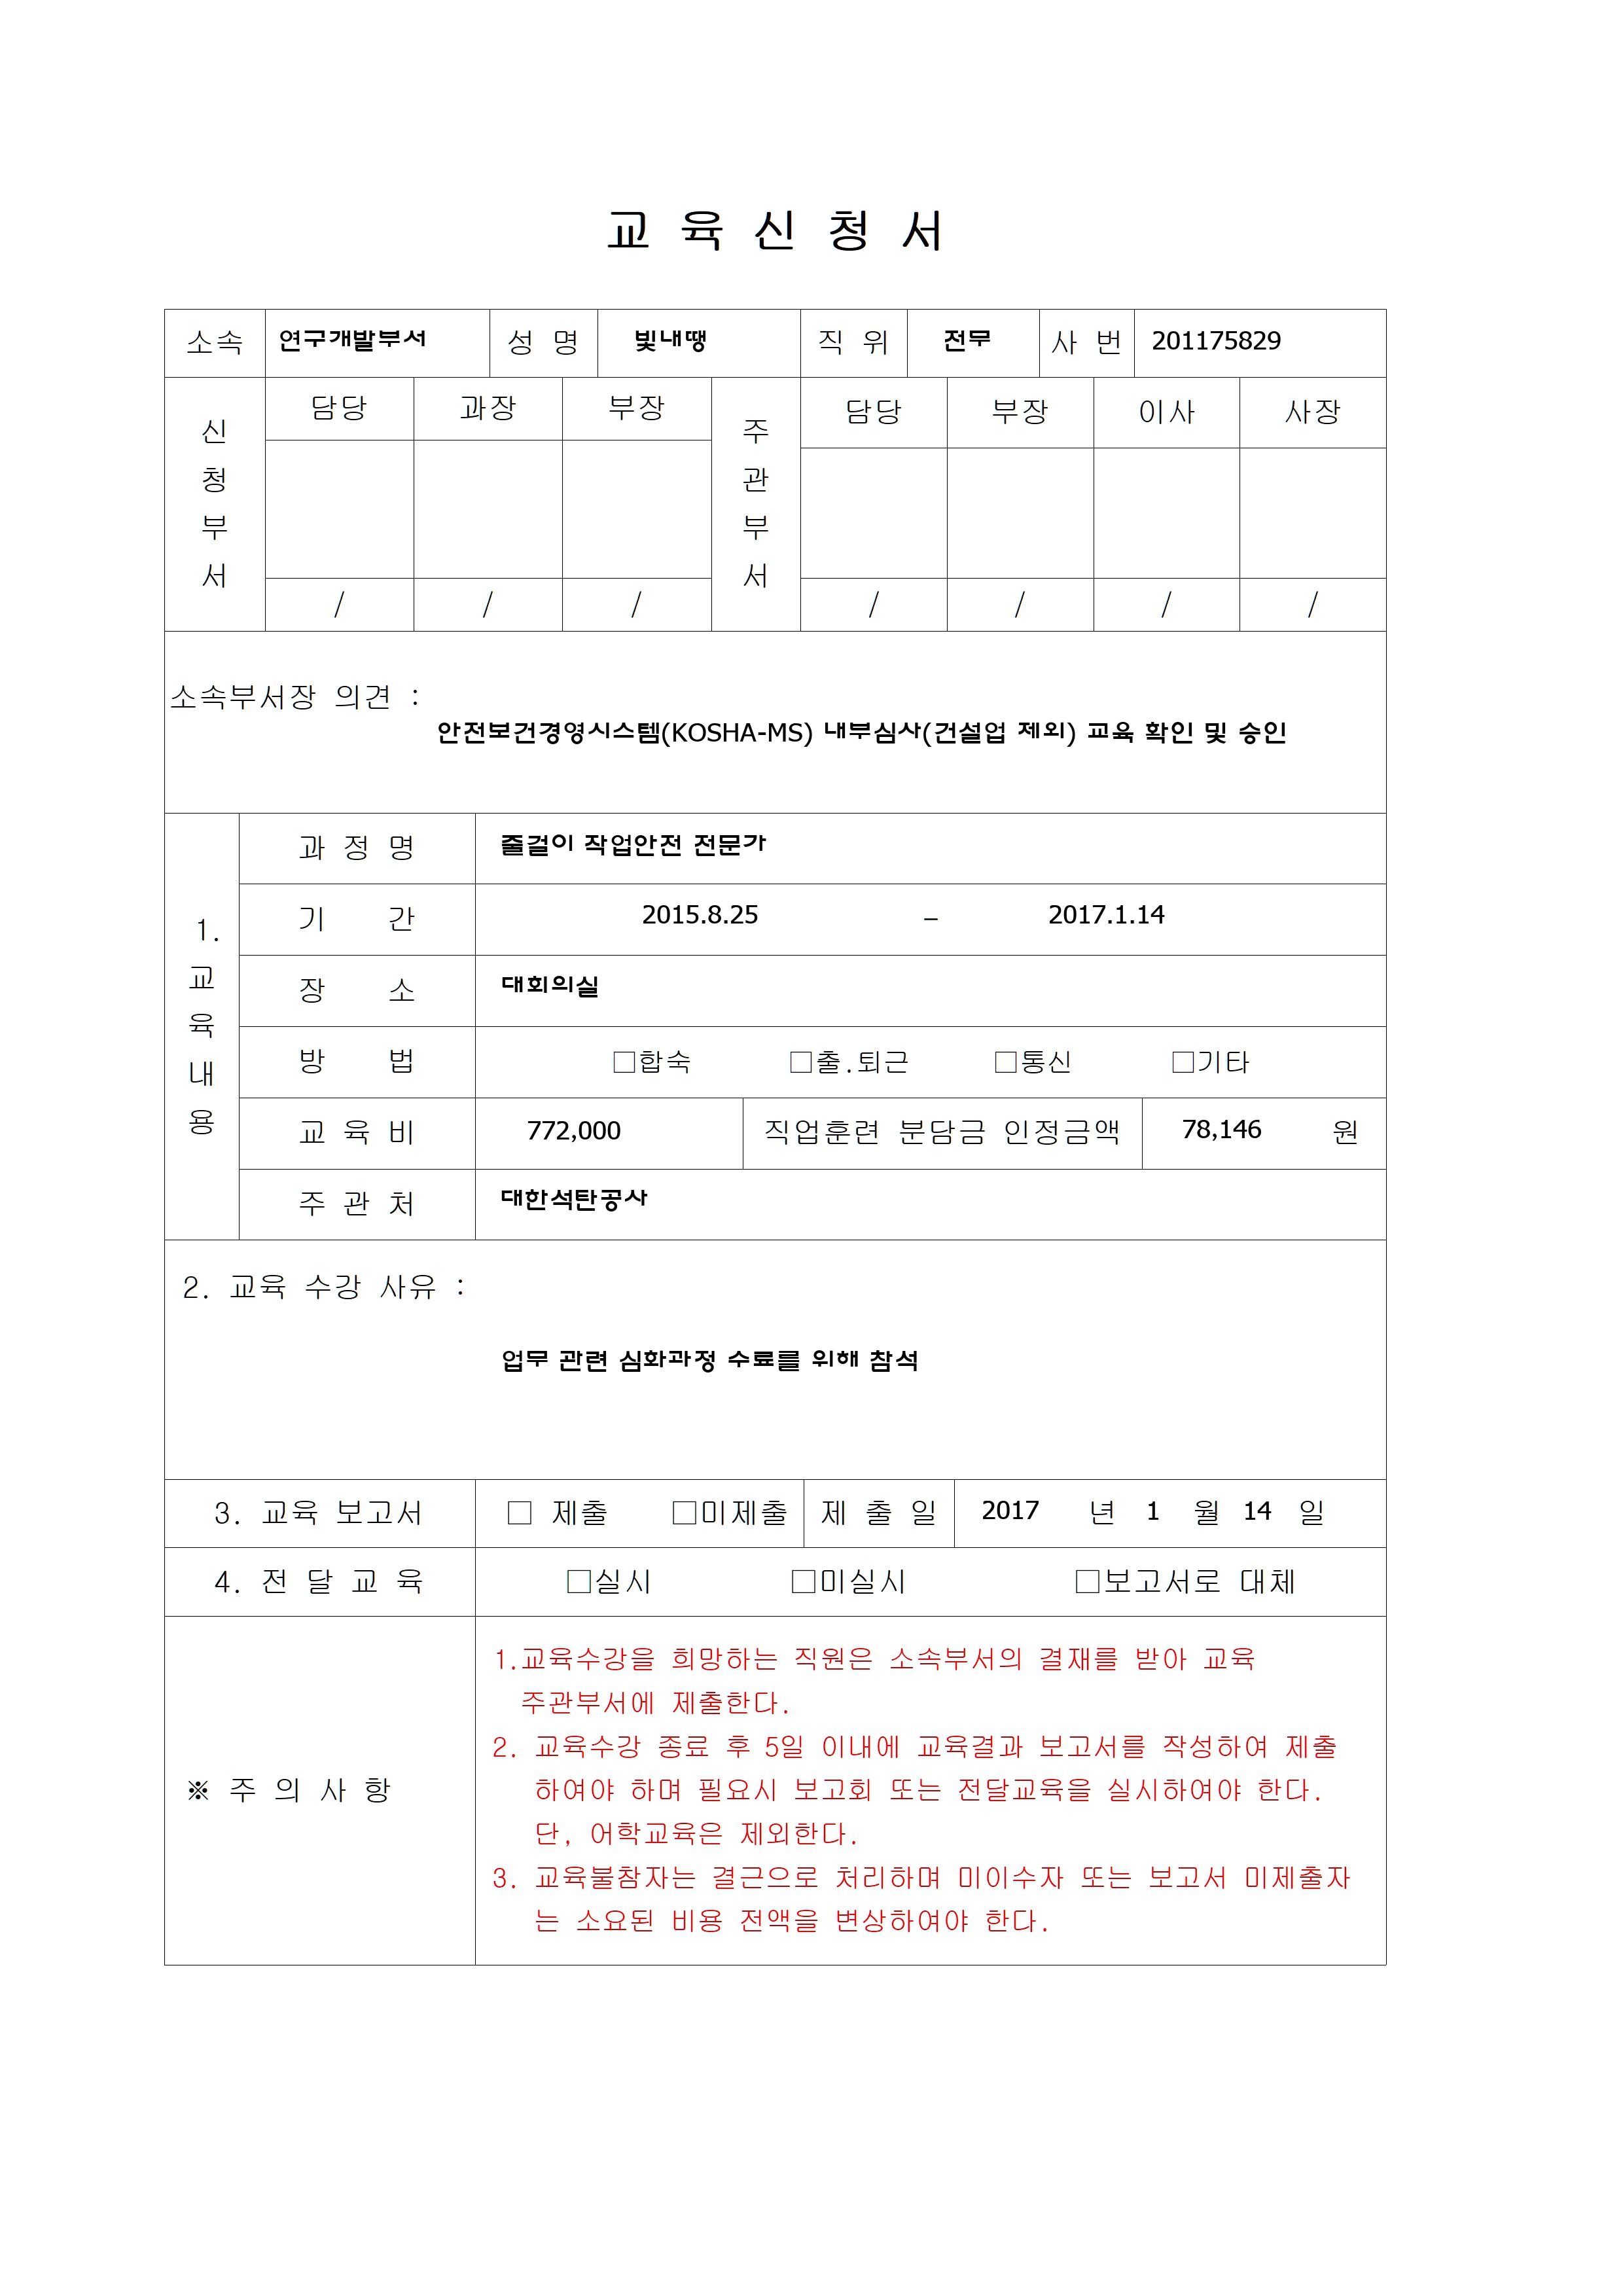 교 육 신 청 서
소속 연구개발부서 성 명 빛내땡 직 위 전무 사 번 201175829
신청부서 담당 과장 부장 주관부서 담당 부장 이사 사장
/ / / / / / /
소속부서장 의견 :
안전보건경영시스템(KOSHA-MS) 내부심사(건설업 제외) 교육 확인 및 승인
1. 교육내용
과 정 명 줄걸이 작업안전 전문가
기 간 2015.8.25 – 2017.1.14
장 소 대회의실
방 법 □합숙 □출.퇴근 □통신 □기타
교 육 비 772,000 직업훈련 분담금 인정금액 78,146 원
주 관 처 대한석탄공사
2. 교육 수강 사유 :
업무 관련 심화과정 수료를 위해 참석
3. 교육 보고서 □ 제출 □미제출 제 출 일 2017 년 1 월 14 일
4. 전 달 교 육 □실시 □미실시 □보고서로 대체
※ 주 의 사 항
1.교육수강을 희망하는 직원은 소속부서의 결재를 받아 교육
주관부서에 제출한다.
2. 교육수강 종료 후 5일 이내에 교육결과 보고서를 작성하여 제출
하여야 하며 필요시 보고회 또는 전달교육을 실시하여야 한다.
단, 어학교육은 제외한다.
3. 교육불참자는 결근으로 처리하며 미이수자 또는 보고서 미제출자
는 소요된 비용 전액을 변상하여야 한다.